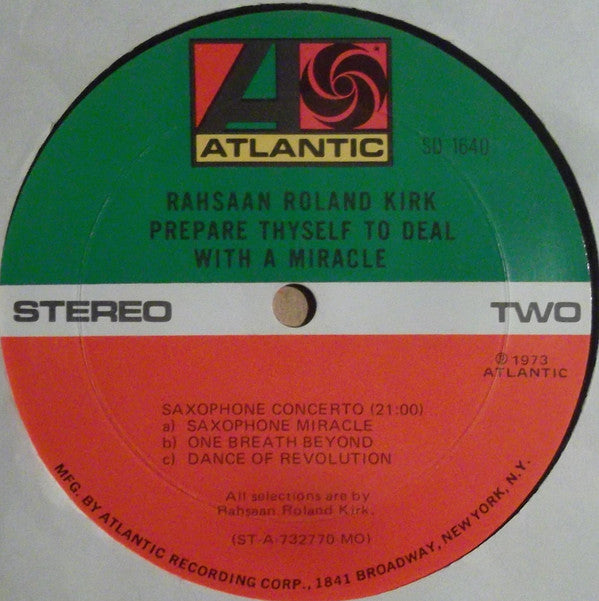 ATLANTIC
SD 1640
RAHSAAN ROLAND KIRK
PREPARE THYSELF TO DEAL
WITH A MIRACLE
STEREO
TWO
℗ 1973
ATLANTIC
SAXOPHONE CONCERTO (21:00)
a) SAXOPHONE MIRACLE
b) ONE BREATH BEYOND
c) DANCE OF REVOLUTION
All selections are by
Rahsaan Roland Kirk.
(ST-A-732770-MO)
MFG. BY ATLANTIC RECORDING CORP., 1841 BROADWAY, NEW YORK, N.Y.